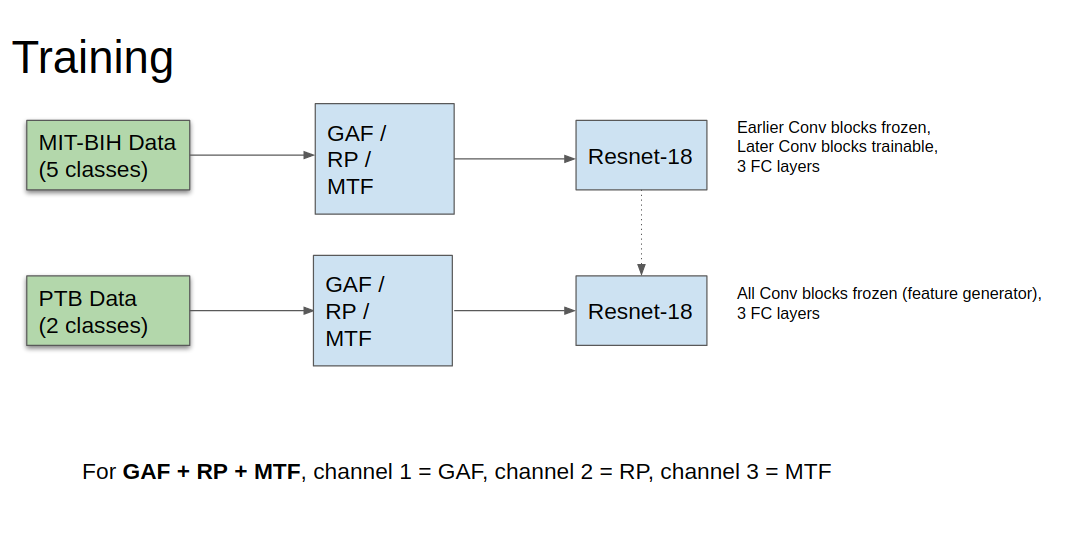 Training
MIT-BIH Data
(5 classes)
GAF /
RP /
MTF
Resnet-18
Earlier Conv blocks frozen,
Later Conv blocks trainable,
3 FC layers
PTB Data
(2 classes)
GAF /
RP /
MTF
Resnet-18
All Conv blocks frozen (feature generator),
3 FC layers
For GAF + RP + MTF, channel 1 = GAF, channel 2 = RP, channel 3 = MTF